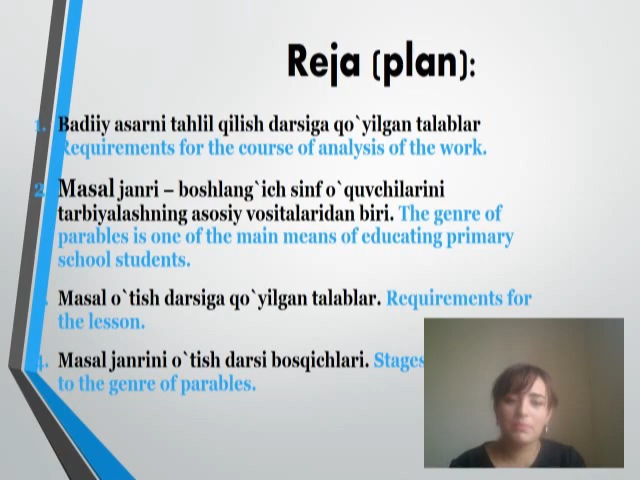 Reja (plan):
1. Badiiy asarni tahlil qilish darsiga qo`yilgan talablar
Requirements for the course of analysis of the work.
2. Masal janri – boshlang`ich sinf o`quvchilarini
tarbiyalashning asosiy vositalaridan biri. The genre of
parables is one of the main means of educating primary
school students.
Masal o`tish darsiga qo`yilgan talablar. Requirements for
the lesson.
4. Masal janrini o`tish darsi bosqichlari. Stages
to the genre of parables.